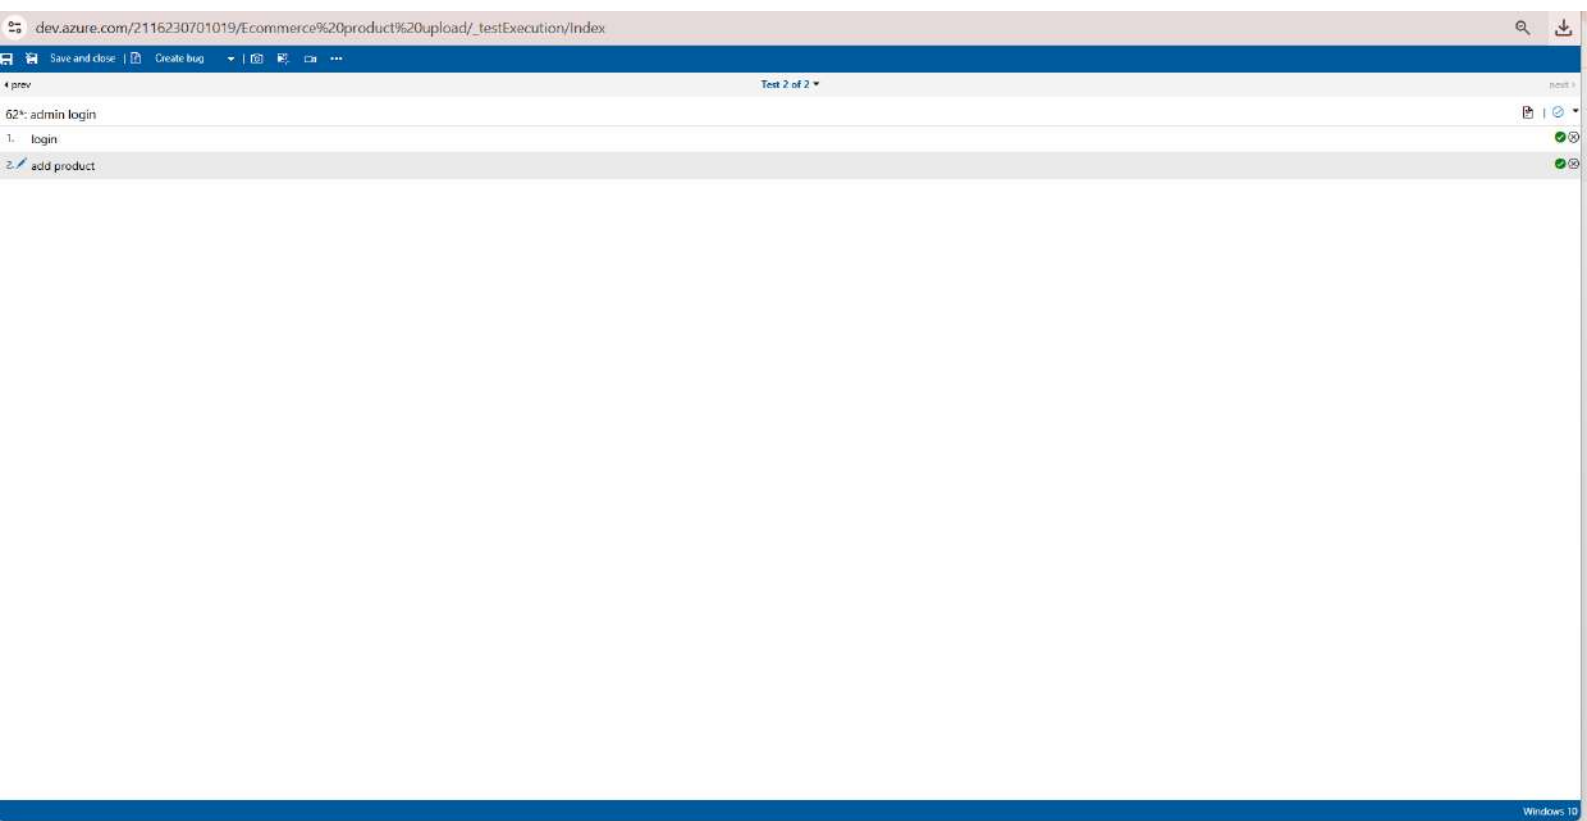 dev.azure.com/2116230701019/Ecommerce%20product%20upload/_testExecution/Index
Save and close | Create bug
prev Test 2 of 2 next
62*: admin login
1. login
2. add product
Windows 10